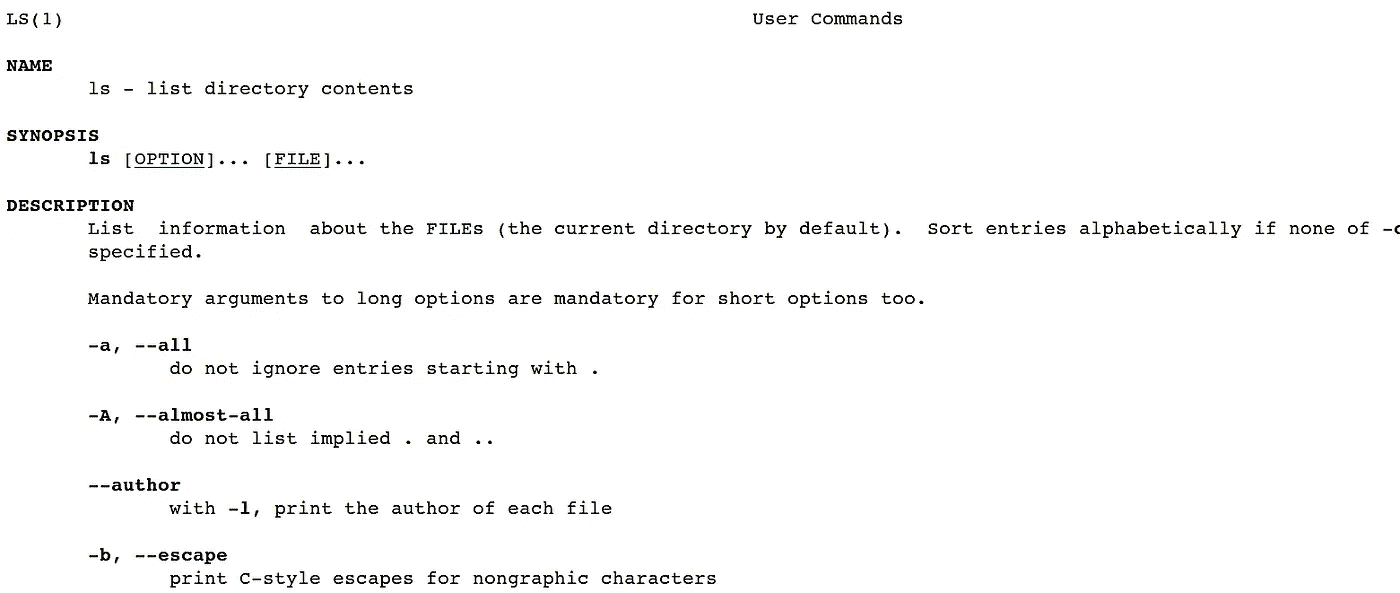 LS(1) User Commands
NAME
ls - list directory contents
SYNOPSIS
ls [OPTION]... [FILE]...
DESCRIPTION
List information about the FILEs (the current directory by default). Sort entries alphabetically if none of
specified.
Mandatory arguments to long options are mandatory for short options too.
-a, --all
do not ignore entries starting with .
-A, --almost-all
do not list implied . and ..
--author
with -l, print the author of each file
-b, --escape
print C-style escapes for nongraphic characters